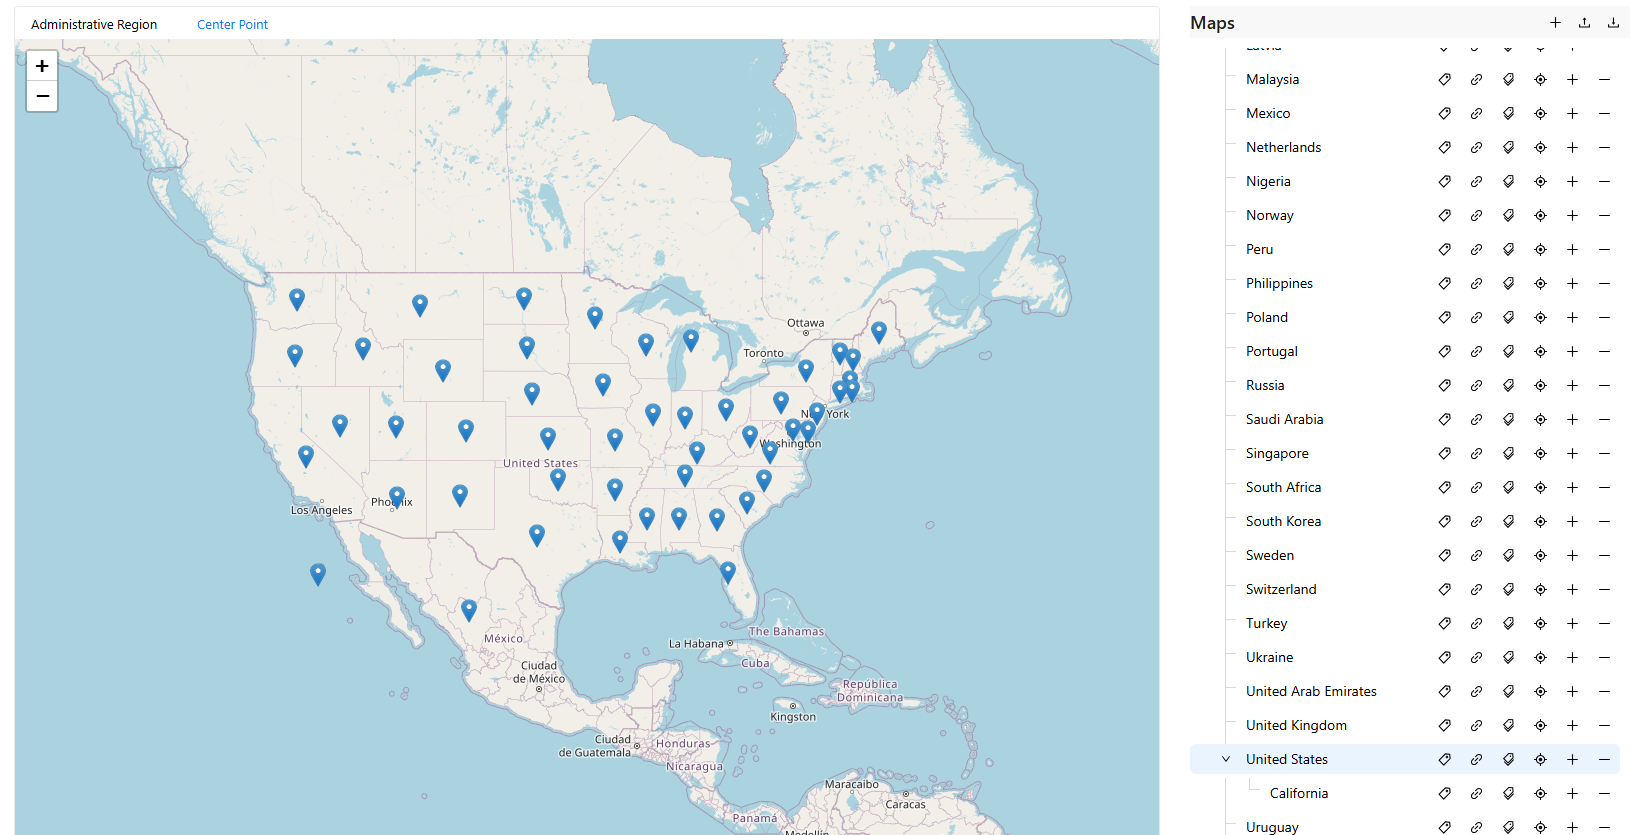 Administrative Region
Center Point
+
−
Ottawa
Toronto
New York
Washington
United States
Los Angeles
Phoenix
México
Ciudad
de México
La Habana
The Bahamas
Cuba
República
Dominicana
Kingston
Ciudad
de Guatemala
Honduras
Nicaragua
Maracaibo
Caracas
Panamá
Medellín
Maps
Latvia
Malaysia
Mexico
Netherlands
Nigeria
Norway
Peru
Philippines
Poland
Portugal
Russia
Saudi Arabia
Singapore
South Africa
South Korea
Sweden
Switzerland
Turkey
Ukraine
United Arab Emirates
United Kingdom
United States
California
Uruguay